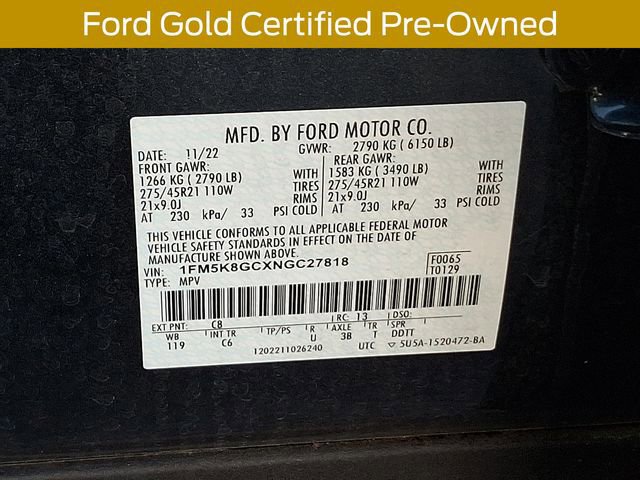 Ford Gold Certified Pre-Owned
MFD. BY FORD MOTOR CO.
DATE: 11/22 GVWR: 2790 KG ( 6150 LB)
FRONT GAWR: REAR GAWR:
1266 KG ( 2790 LB) WITH 1583 KG ( 3490 LB) WITH
275/45R21 110W TIRES 275/45R21 110W TIRES
21x9.0J RIMS 21x9.0J RIMS
AT 230 kPa/ 33 PSI COLD AT 230 kPa/ 33 PSI COLD
THIS VEHICLE CONFORMS TO ALL APPLICABLE FEDERAL MOTOR
VEHICLE SAFETY STANDARDS IN EFFECT ON THE DATE OF
MANUFACTURE SHOWN ABOVE.
VIN: 1FM5K8GCXNGC27818 F0065
TYPE: MPV T0129
EXT PNT: C8 RC: 13 DSO:
WB INT TR TP/PS R AXLE TR SPR
119 C6 U 3B T DDTT
1202211026240 UTC ▽ 5U5A-1520472-BA